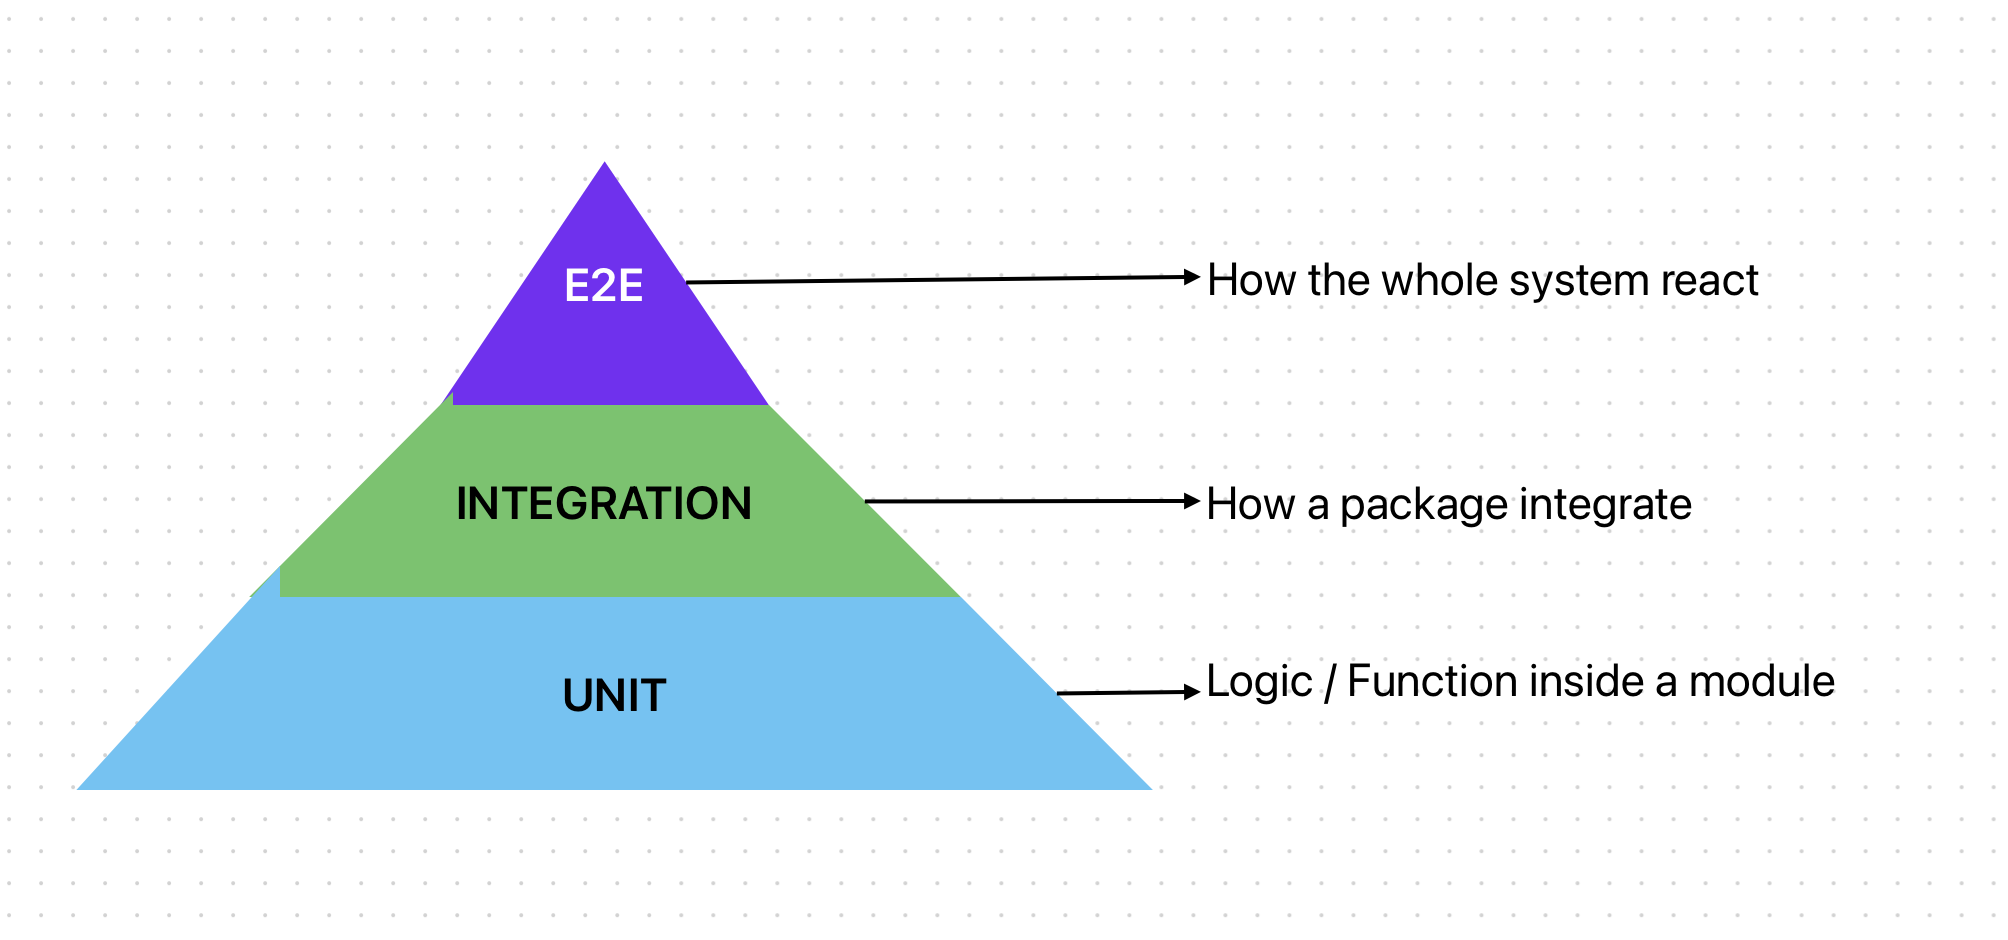 E2E
How the whole system react
INTEGRATION
How a package integrate
UNIT
Logic / Function inside a module